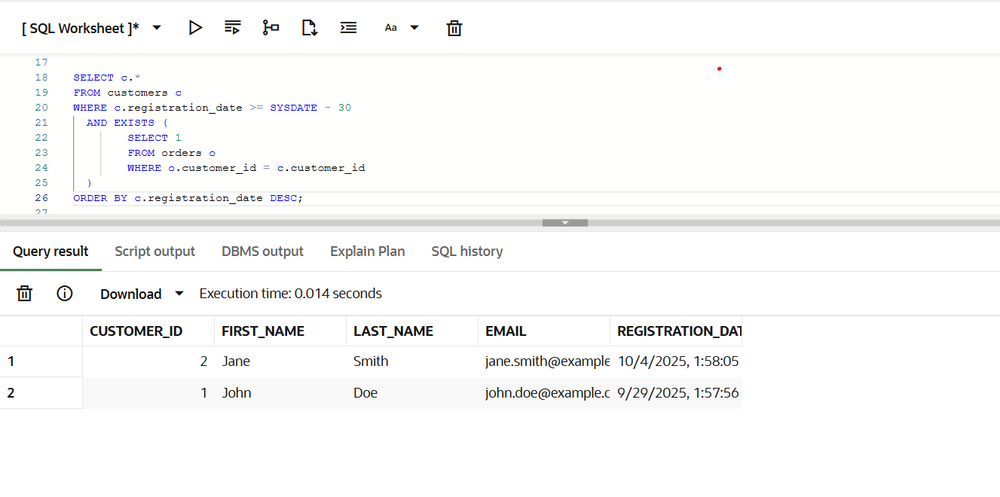 [ SQL Worksheet ]* Aa
17
18 SELECT c.*
19 FROM customers c
20 WHERE c.registration_date >= SYSDATE - 30
21 AND EXISTS (
22 SELECT 1
23 FROM orders o
24 WHERE o.customer_id = c.customer_id
25 )
26 ORDER BY c.registration_date DESC;
27
Query result Script output DBMS output Explain Plan SQL history
Download Execution time: 0.014 seconds
CUSTOMER_ID FIRST_NAME LAST_NAME EMAIL REGISTRATION_DAT
1 2 Jane Smith jane.smith@example 10/4/2025, 1:58:05
2 1 John Doe john.doe@example.c 9/29/2025, 1:57:56